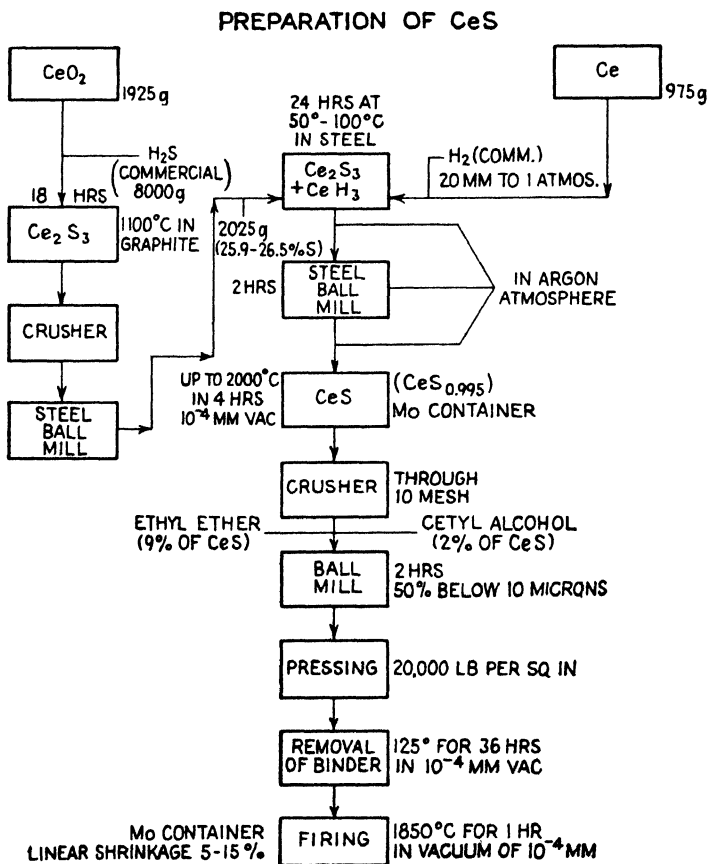 PREPARATION OF CeS
CeO₂
1925g
H₂S
(COMMERCIAL)
8000g
18 HRS
Ce₂S₃
1100°C IN
GRAPHITE
CRUSHER
STEEL
BALL
MILL
Ce
975g
H₂(COMM.)
20MM TO 1 ATMOS.
24 HRS AT
50°-100°C
IN STEEL
Ce₂S₃
+CeH₃
2025g
(25.9-26.5%S)
2HRS
STEEL
BALL
MILL
IN ARGON
ATMOSPHERE
UP TO 2000°C
IN 4 HRS
10⁻⁴ MM VAC
CeS
(CeS₀.₉₉₅)
Mo CONTAINER
CRUSHER
THROUGH
10 MESH
ETHYL ETHER
(9% OF CeS)
CETYL ALCOHOL
(2% OF CeS)
BALL
MILL
2HRS
50% BELOW 10 MICRONS
PRESSING
20,000 LB PER SQ IN
REMOVAL
OF BINDER
125° FOR 36 HRS
IN 10⁻⁴ MM VAC
Mo CONTAINER
LINEAR SHRINKAGE 5-15%
FIRING
1850°C FOR 1 HR
IN VACUUM OF 10⁻⁴ MM